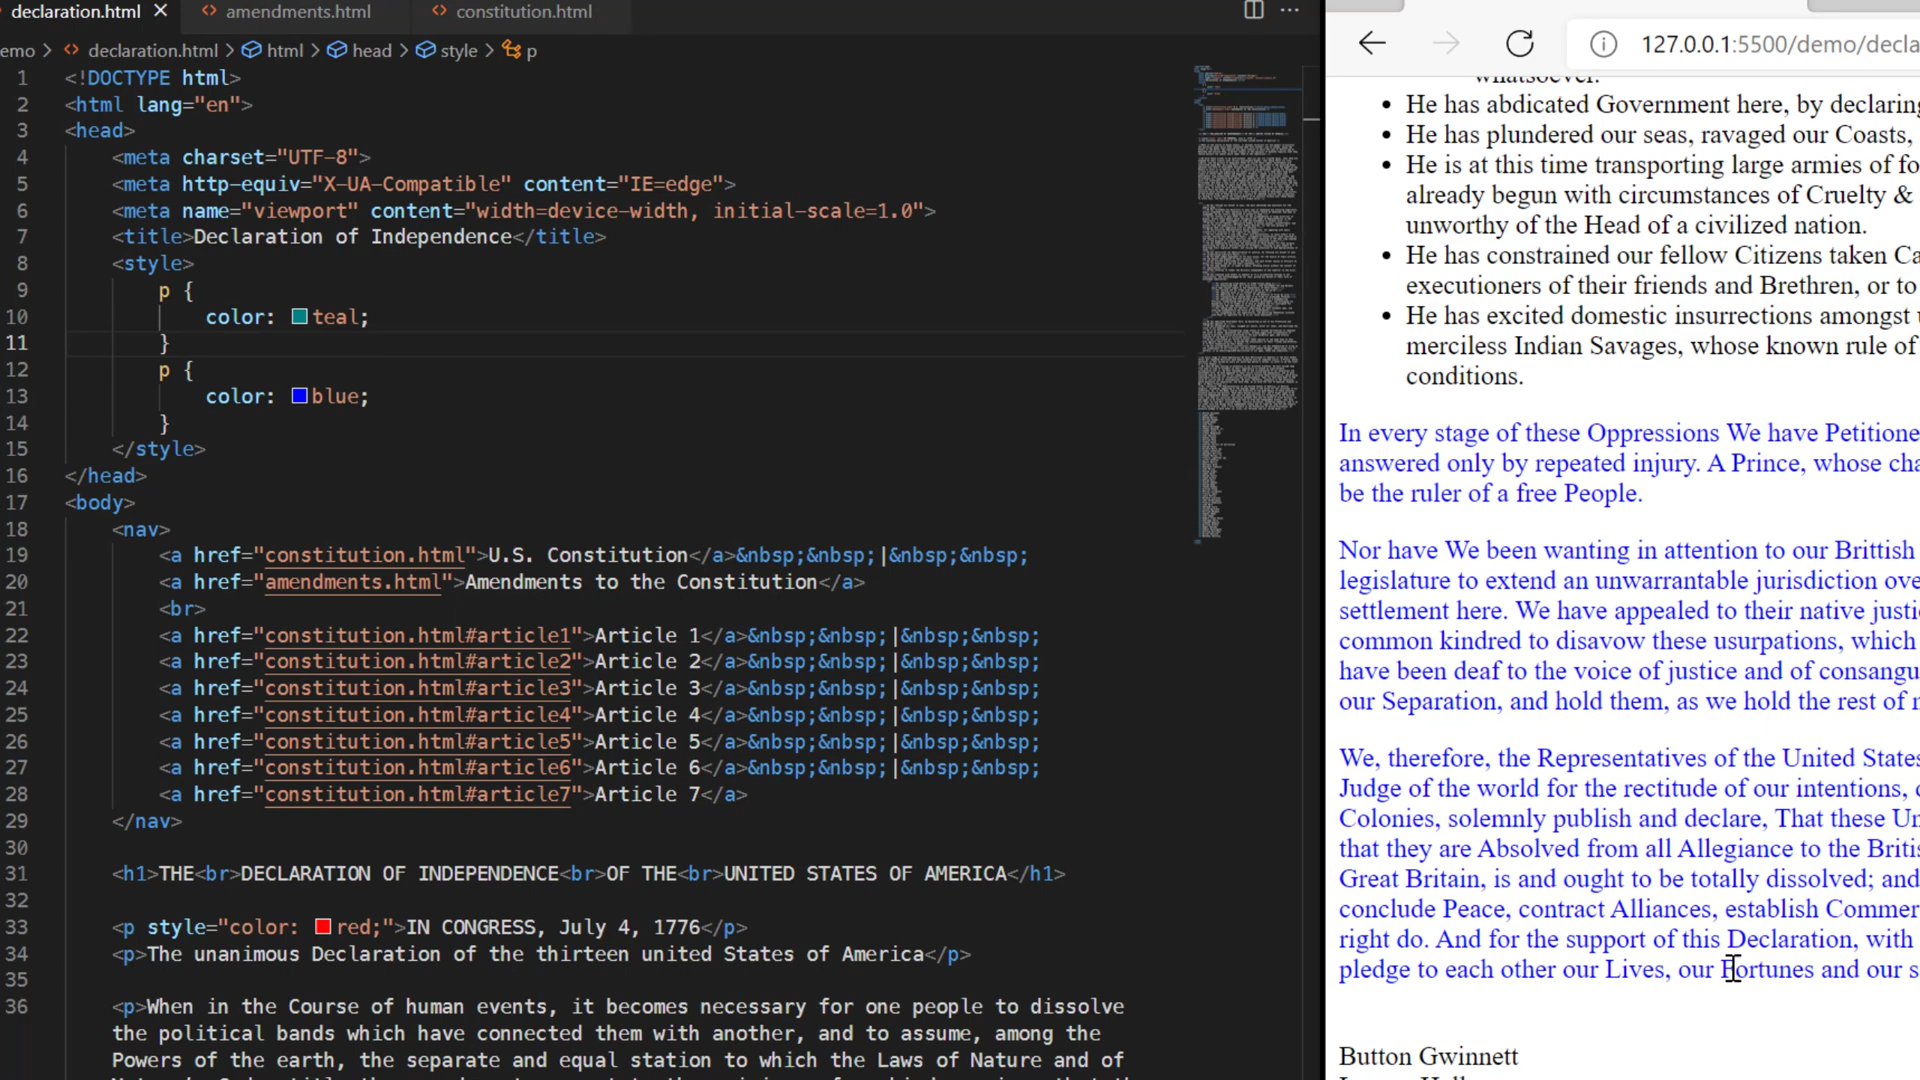 declaration.html
amendments.html
constitution.html
emo > declaration.html > html > head > style > p
1 <!DOCTYPE html>
2 <html lang="en">
3 <head>
4 <meta charset="UTF-8">
5 <meta http-equiv="X-UA-Compatible" content="IE=edge">
6 <meta name="viewport" content="width=device-width, initial-scale=1.0">
7 <title>Declaration of Independence</title>
8 <style>
9 p {
10 color: teal;
11 }
12 p {
13 color: blue;
14 }
15 </style>
16 </head>
17 <body>
18 <nav>
19 <a href="constitution.html">U.S. Constitution</a>&nbsp;&nbsp;|&nbsp;&nbsp;
20 <a href="amendments.html">Amendments to the Constitution</a>
21 <br>
22 <a href="constitution.html#article1">Article 1</a>&nbsp;&nbsp;|&nbsp;&nbsp;
23 <a href="constitution.html#article2">Article 2</a>&nbsp;&nbsp;|&nbsp;&nbsp;
24 <a href="constitution.html#article3">Article 3</a>&nbsp;&nbsp;|&nbsp;&nbsp;
25 <a href="constitution.html#article4">Article 4</a>&nbsp;&nbsp;|&nbsp;&nbsp;
26 <a href="constitution.html#article5">Article 5</a>&nbsp;&nbsp;|&nbsp;&nbsp;
27 <a href="constitution.html#article6">Article 6</a>&nbsp;&nbsp;|&nbsp;&nbsp;
28 <a href="constitution.html#article7">Article 7</a>
29 </nav>
30
31 <h1>THE<br>DECLARATION OF INDEPENDENCE<br>OF THE<br>UNITED STATES OF AMERICA</h1>
32
33 <p style="color: red;">IN CONGRESS, July 4, 1776</p>
34 <p>The unanimous Declaration of the thirteen united States of America</p>
35
36 <p>When in the Course of human events, it becomes necessary for one people to dissolve
the political bands which have connected them with another, and to assume, among the
Powers of the earth, the separate and equal station to which the Laws of Nature and of
127.0.0.1:5500/demo/decla
whatsoever.
He has abdicated Government here, by declaring
He has plundered our seas, ravaged our Coasts,
He is at this time transporting large armies of fo
already begun with circumstances of Cruelty &
unworthy of the Head of a civilized nation.
He has constrained our fellow Citizens taken Ca
executioners of their friends and Brethren, or to
He has excited domestic insurrections amongst u
merciless Indian Savages, whose known rule of
conditions.
In every stage of these Oppressions We have Petitione
answered only by repeated injury. A Prince, whose cha
be the ruler of a free People.
Nor have We been wanting in attention to our Brittish
legislature to extend an unwarrantable jurisdiction ove
settlement here. We have appealed to their native justic
common kindred to disavow these usurpations, which
have been deaf to the voice of justice and of consangu
our Separation, and hold them, as we hold the rest of m
We, therefore, the Representatives of the United States
Judge of the world for the rectitude of our intentions, d
Colonies, solemnly publish and declare, That these Un
that they are Absolved from all Allegiance to the Britis
Great Britain, is and ought to be totally dissolved; and
conclude Peace, contract Alliances, establish Commer
right do. And for the support of this Declaration, with
pledge to each other our Lives, our Fortunes and our s
Button Gwinnett